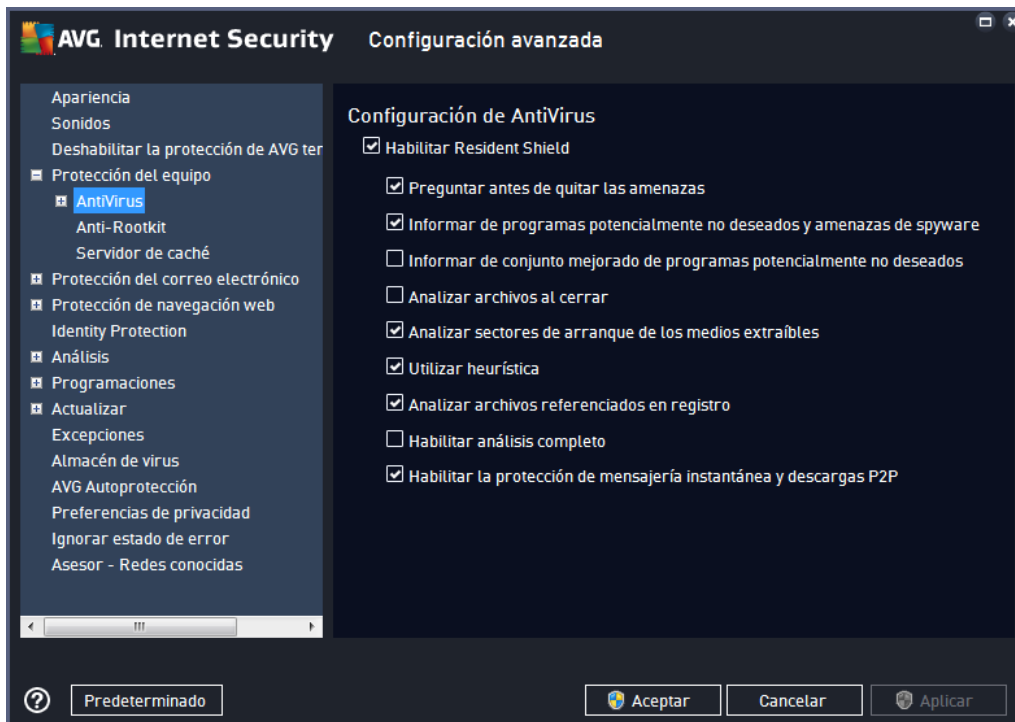 AVG. Internet Security
Configuración avanzada
Apariencia
Sonidos
Deshabilitar la protección de AVG ter
Protección del equipo
AntiVirus
Anti-Rootkit
Servidor de caché
Protección del correo electrónico
Protección de navegación web
Identity Protection
Análisis
Programaciones
Actualizar
Excepciones
Almacén de virus
AVG Autoprotección
Preferencias de privacidad
Ignorar estado de error
Asesor - Redes conocidas
Configuración de AntiVirus
Habilitar Resident Shield
Preguntar antes de quitar las amenazas
Informar de programas potencialmente no deseados y amenazas de spyware
Informar de conjunto mejorado de programas potencialmente no deseados
Analizar archivos al cerrar
Analizar sectores de arranque de los medios extraíbles
Utilizar heurística
Analizar archivos referenciados en registro
Habilitar análisis completo
Habilitar la protección de mensajería instantánea y descargas P2P
Predeterminado
Aceptar
Cancelar
Aplicar